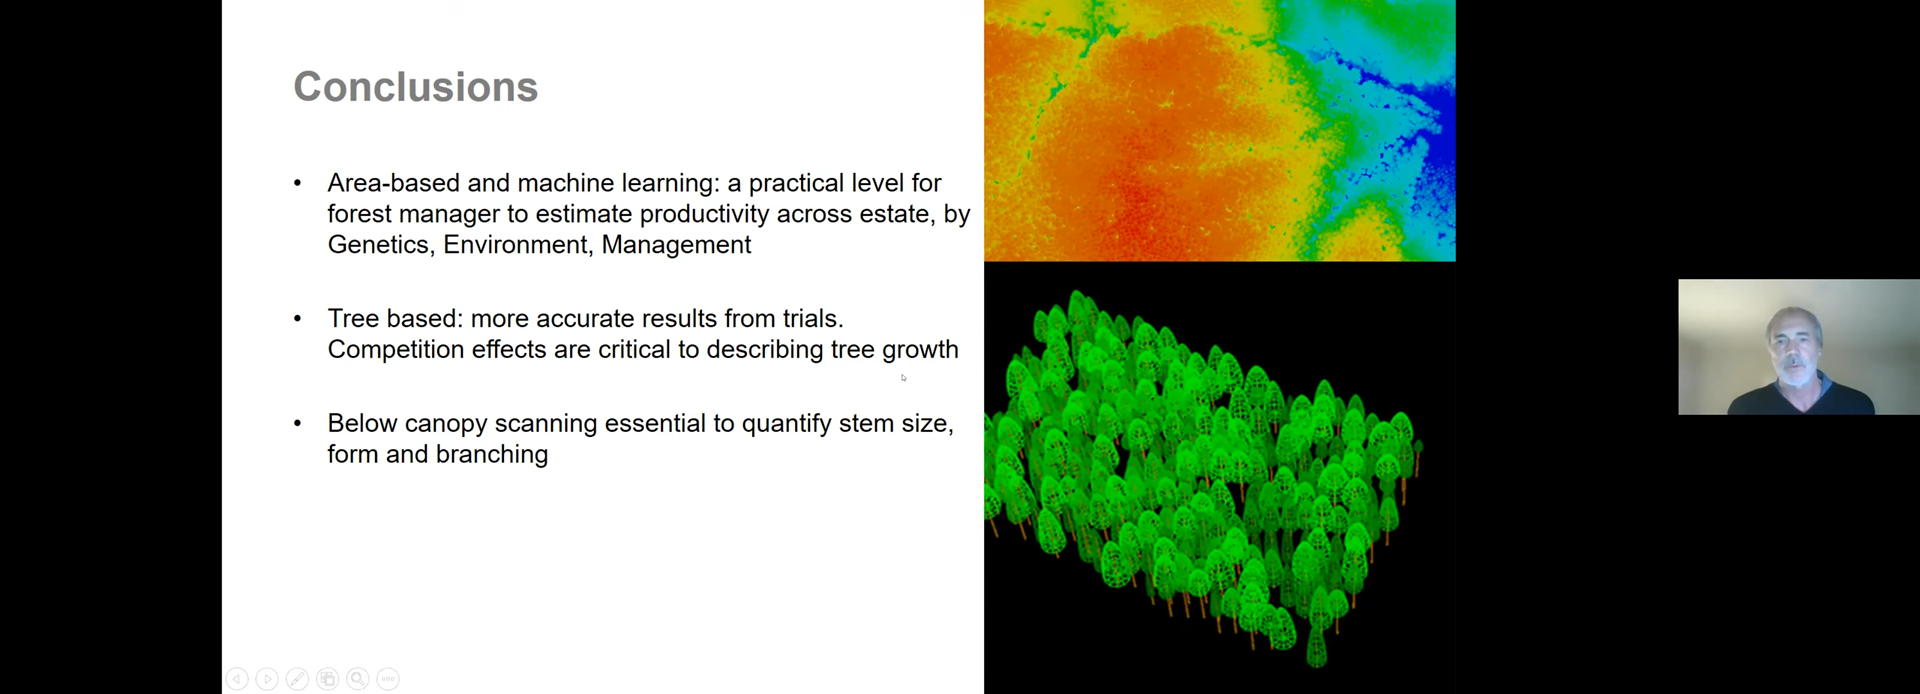 Conclusions
• Area-based and machine learning: a practical level for
forest manager to estimate productivity across estate, by
Genetics, Environment, Management
• Tree based: more accurate results from trials.
Competition effects are critical to describing tree growth
• Below canopy scanning essential to quantify stem size,
form and branching